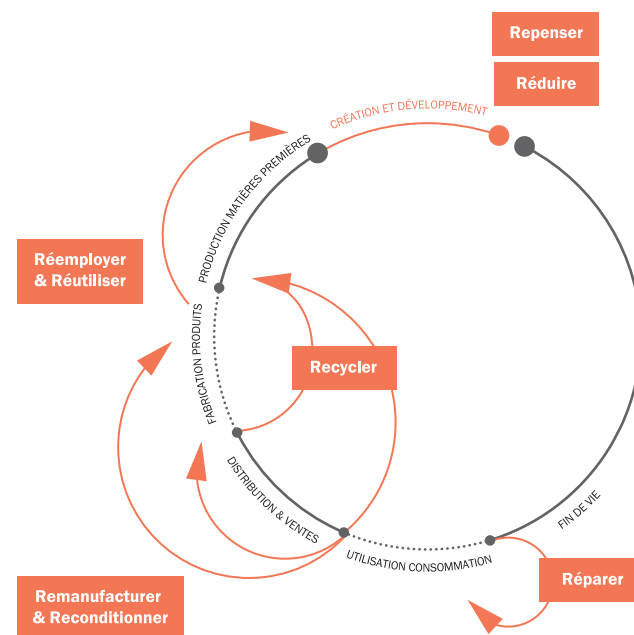 Repenser
Réduire
CRÉATION ET DÉVELOPPEMENT
PRODUCTION MATIÈRES PREMIÈRES
Réemployer
& Réutiliser
FABRICATION PRODUITS
Recycler
DISTRIBUTION & VENTES
FIN DE VIE
UTILISATION CONSOMMATION
Réparer
Remanufacturer
& Reconditionner